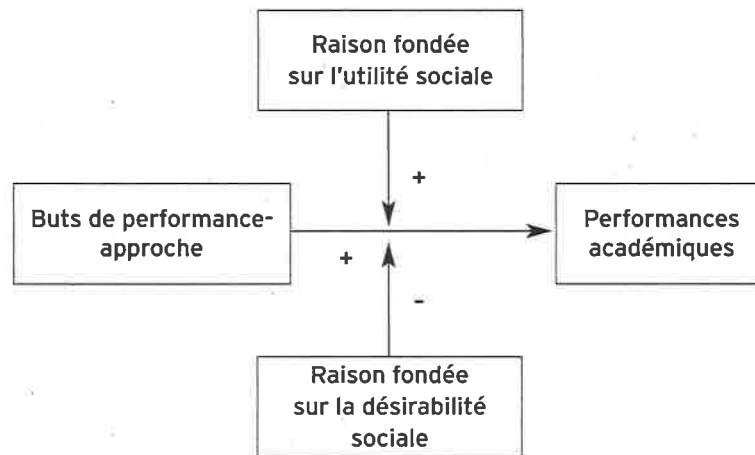 Raison fondée
sur l'utilité sociale
+
Buts de performance-
approche
+
Performances
académiques
-
Raison fondée
sur la désirabilité
sociale